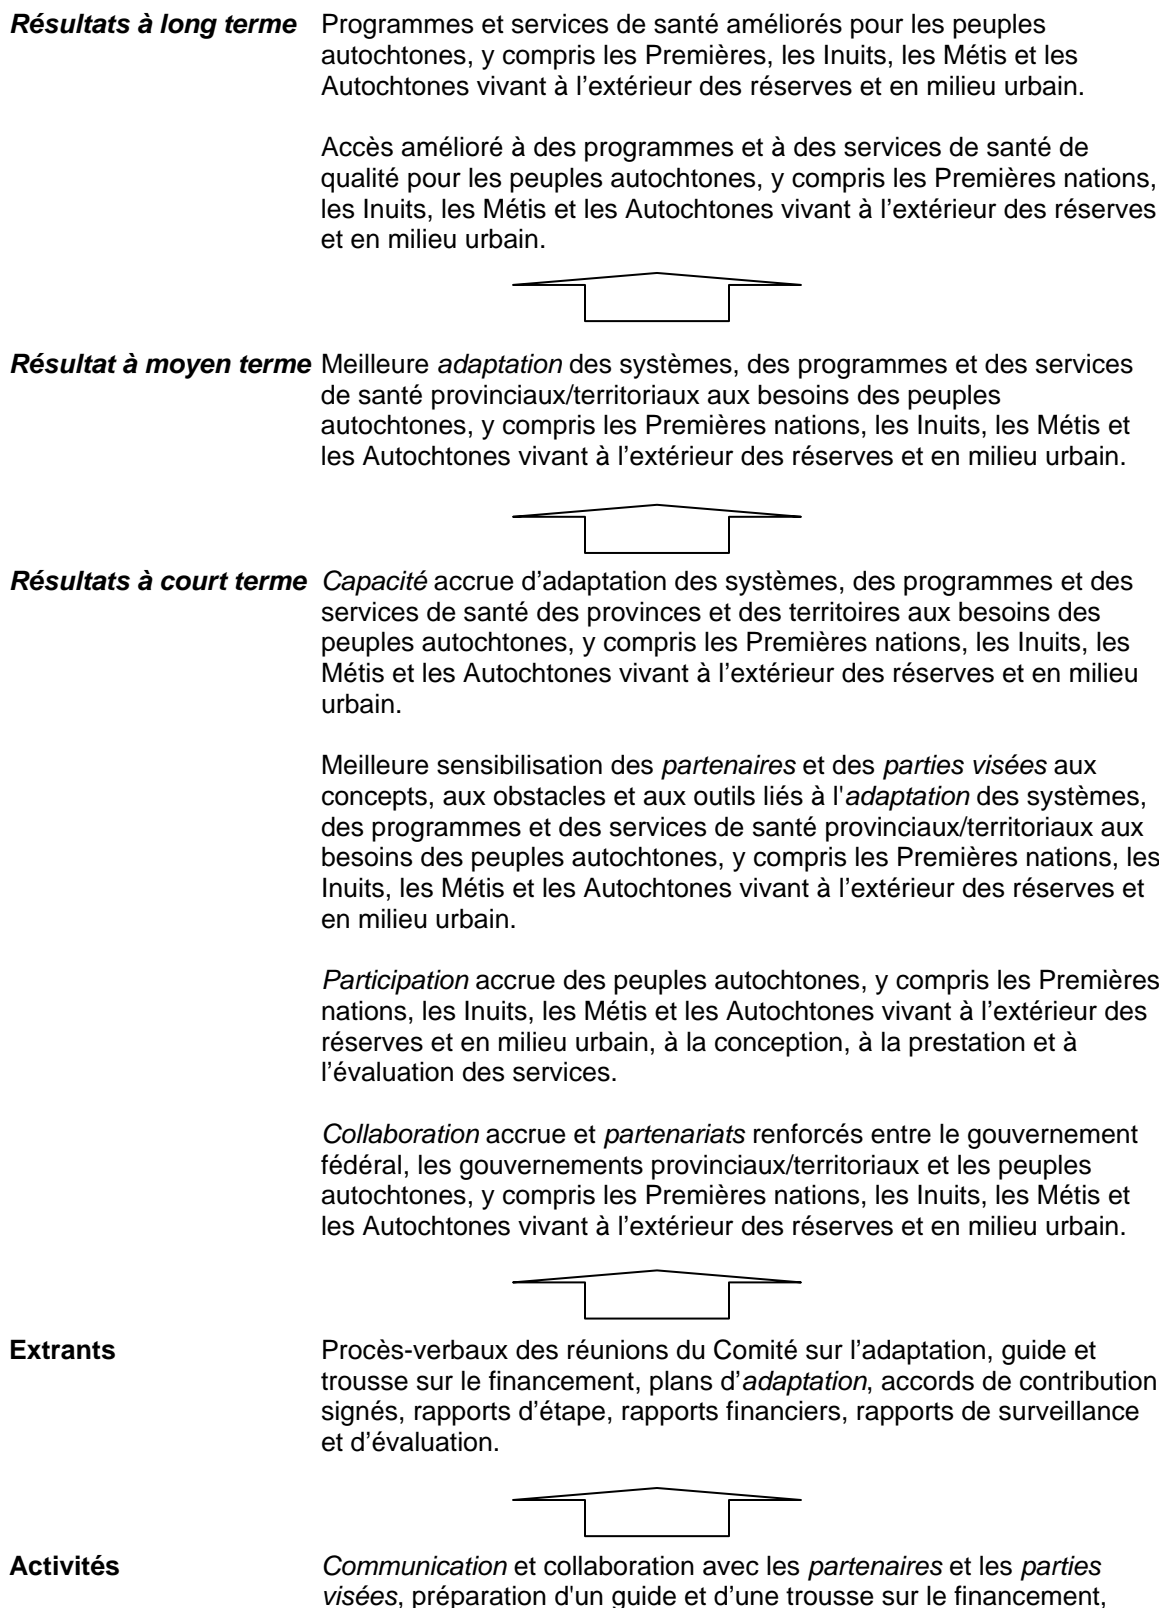 Résultats à long terme Programmes et services de santé améliorés pour les peuples
autochtones, y compris les Premières, les Inuits, les Métis et les
Autochtones vivant à l’extérieur des réserves et en milieu urbain.
Accès amélioré à des programmes et à des services de santé de
qualité pour les peuples autochtones, y compris les Premières nations,
les Inuits, les Métis et les Autochtones vivant à l’extérieur des réserves
et en milieu urbain.
Résultat à moyen terme Meilleure adaptation des systèmes, des programmes et des services
de santé provinciaux/territoriaux aux besoins des peuples
autochtones, y compris les Premières nations, les Inuits, les Métis et
les Autochtones vivant à l’extérieur des réserves et en milieu urbain.
Résultats à court terme Capacité accrue d’adaptation des systèmes, des programmes et des
services de santé des provinces et des territoires aux besoins des
peuples autochtones, y compris les Premières nations, les Inuits, les
Métis et les Autochtones vivant à l’extérieur des réserves et en milieu
urbain.
Meilleure sensibilisation des partenaires et des parties visées aux
concepts, aux obstacles et aux outils liés à l'adaptation des systèmes,
des programmes et des services de santé provinciaux/territoriaux aux
besoins des peuples autochtones, y compris les Premières nations, les
Inuits, les Métis et les Autochtones vivant à l’extérieur des réserves et
en milieu urbain.
Participation accrue des peuples autochtones, y compris les Premières
nations, les Inuits, les Métis et les Autochtones vivant à l’extérieur des
réserves et en milieu urbain, à la conception, à la prestation et à
l’évaluation des services.
Collaboration accrue et partenariats renforcés entre le gouvernement
fédéral, les gouvernements provinciaux/territoriaux et les peuples
autochtones, y compris les Premières nations, les Inuits, les Métis et
les Autochtones vivant à l’extérieur des réserves et en milieu urbain.
Extrants Procès-verbaux des réunions du Comité sur l’adaptation, guide et
trousse sur le financement, plans d’adaptation, accords de contribution
signés, rapports d’étape, rapports financiers, rapports de surveillance
et d’évaluation.
Activités Communication et collaboration avec les partenaires et les parties
visées, préparation d'un guide et d’une trousse sur le financement,